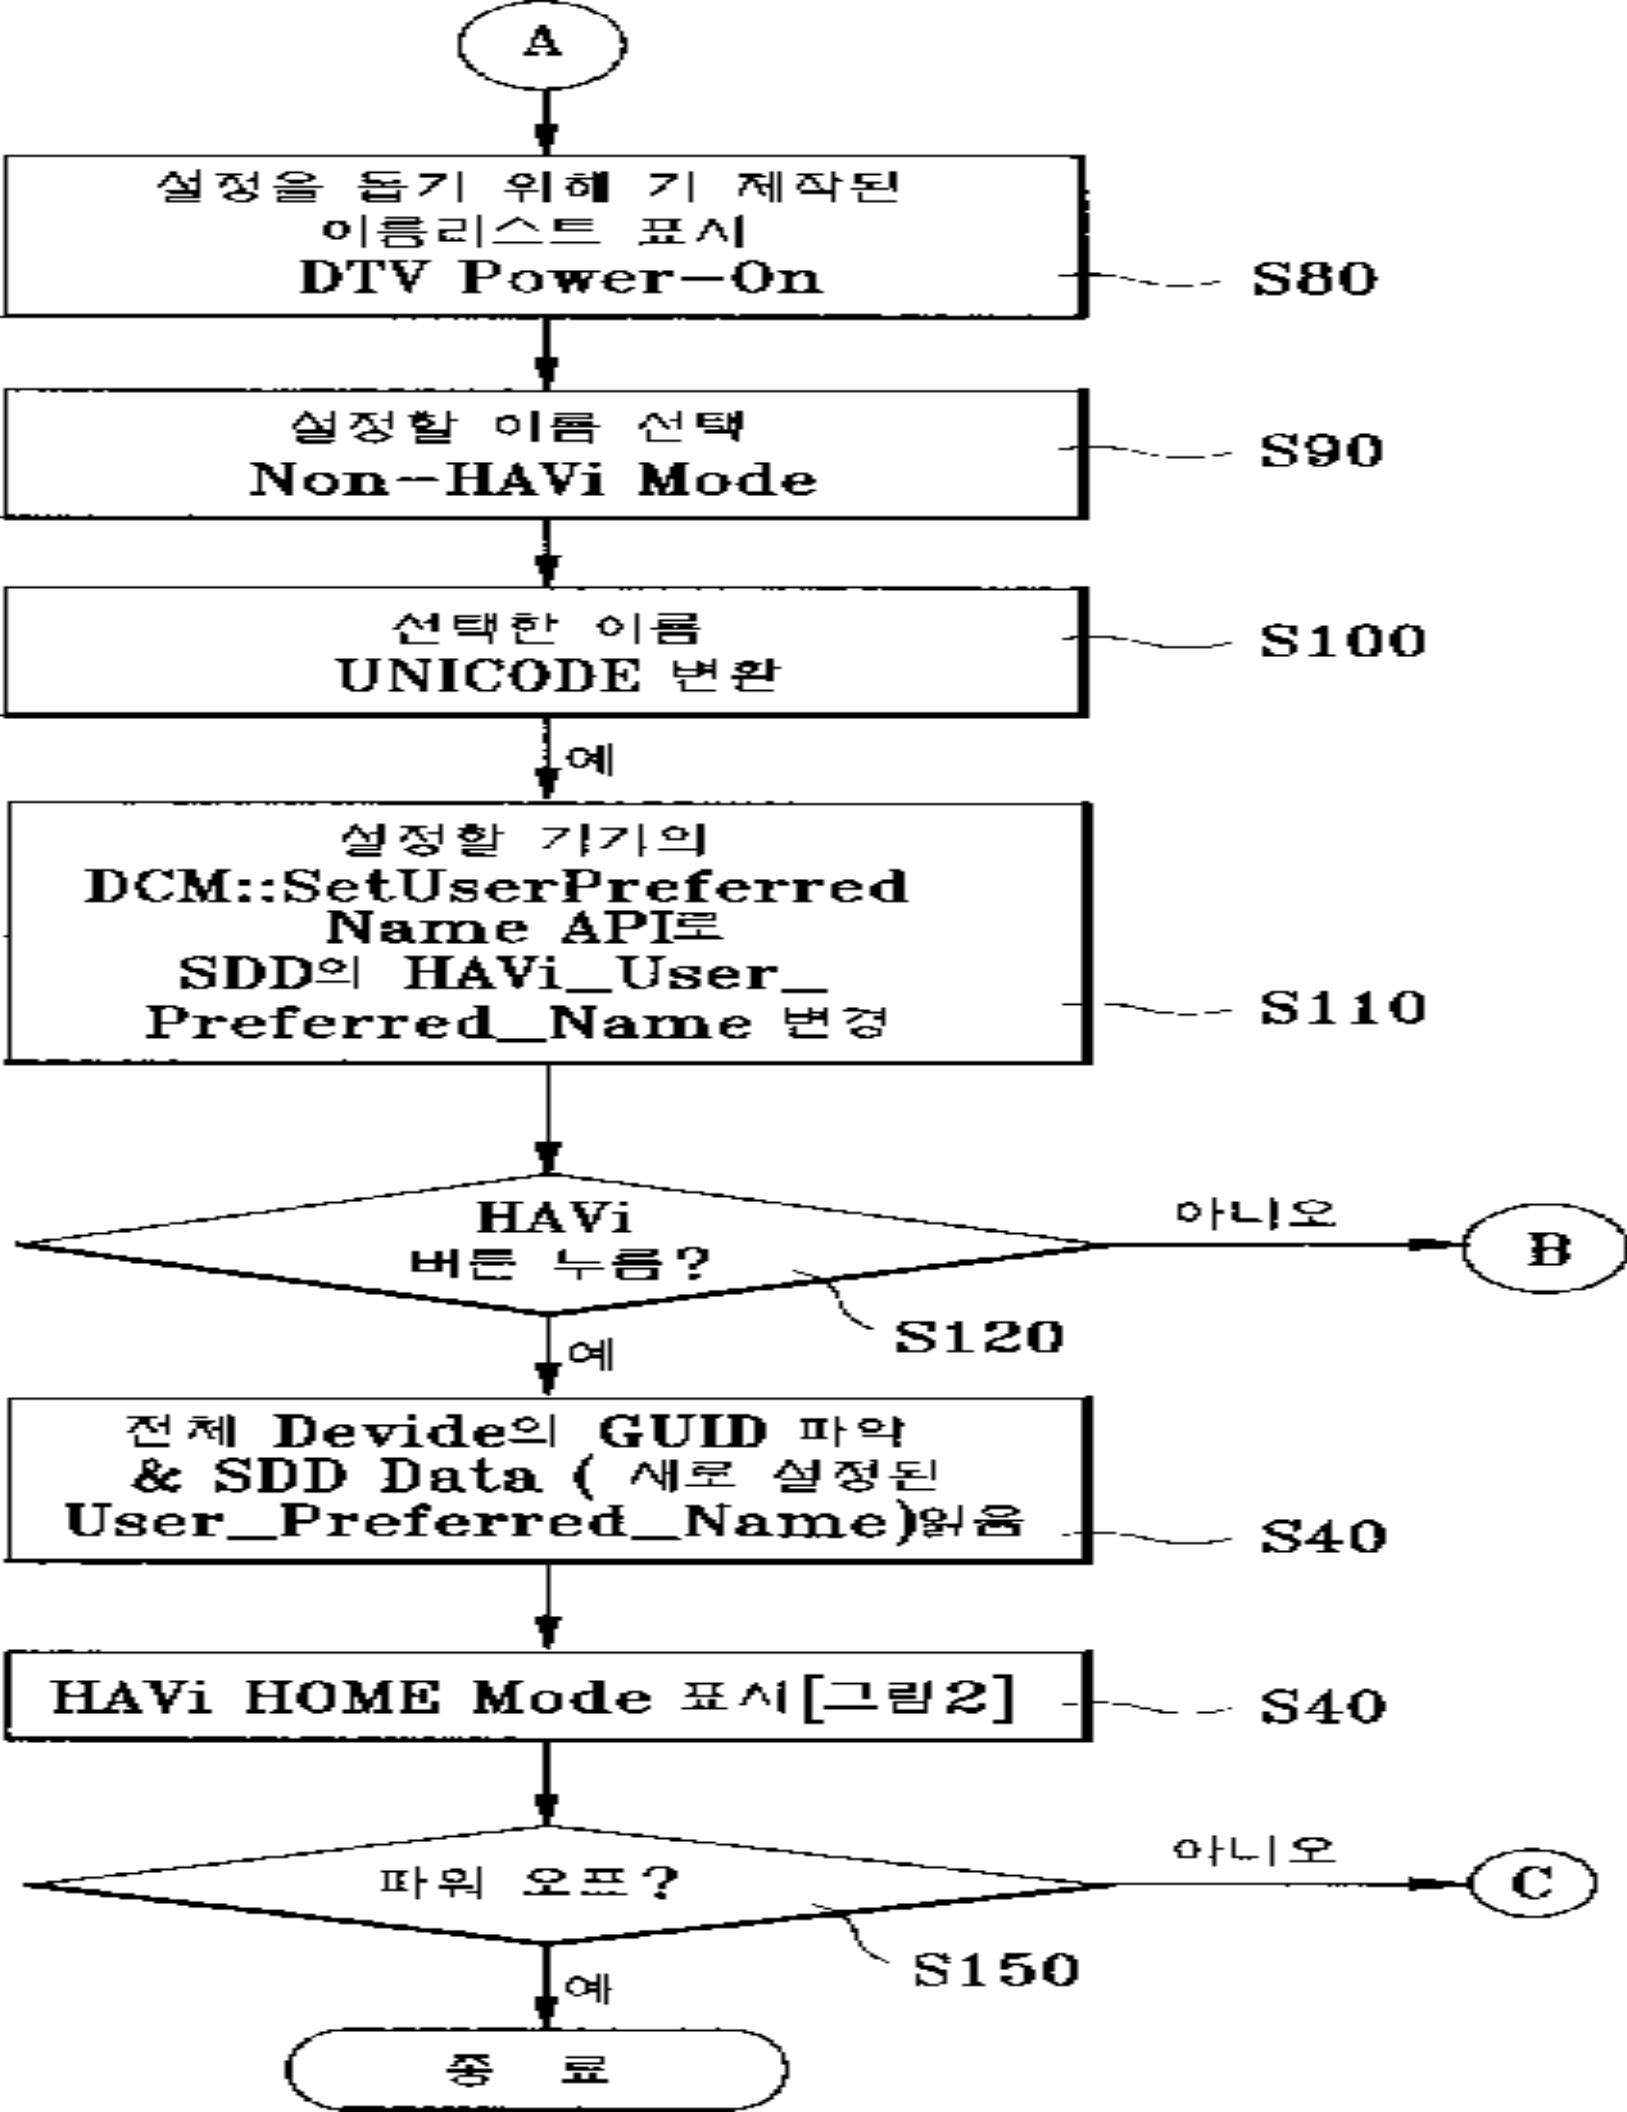 A
설정을 돕기 위해 기 제작된
이름리스트 표시
DTV Power-On
S80
설정할 이름 선택
Non-HAVi Mode
S90
선택한 이름
UNICODE 변환
S100
예
설정할 기기의
DCM::SetUserPreferred
Name API로
SDD의 HAVi_User_
Preferred_Name 변경
S110
HAVi
버튼 누름?
아니오
B
S120
예
전체 Devide의 GUID 파악
& SDD Data ( 새로 설정된
User_Preferred_Name)읽음
S40
HAVi HOME Mode 표시[그림2]
S40
파워 오프?
아니오
C
S150
예
종 료